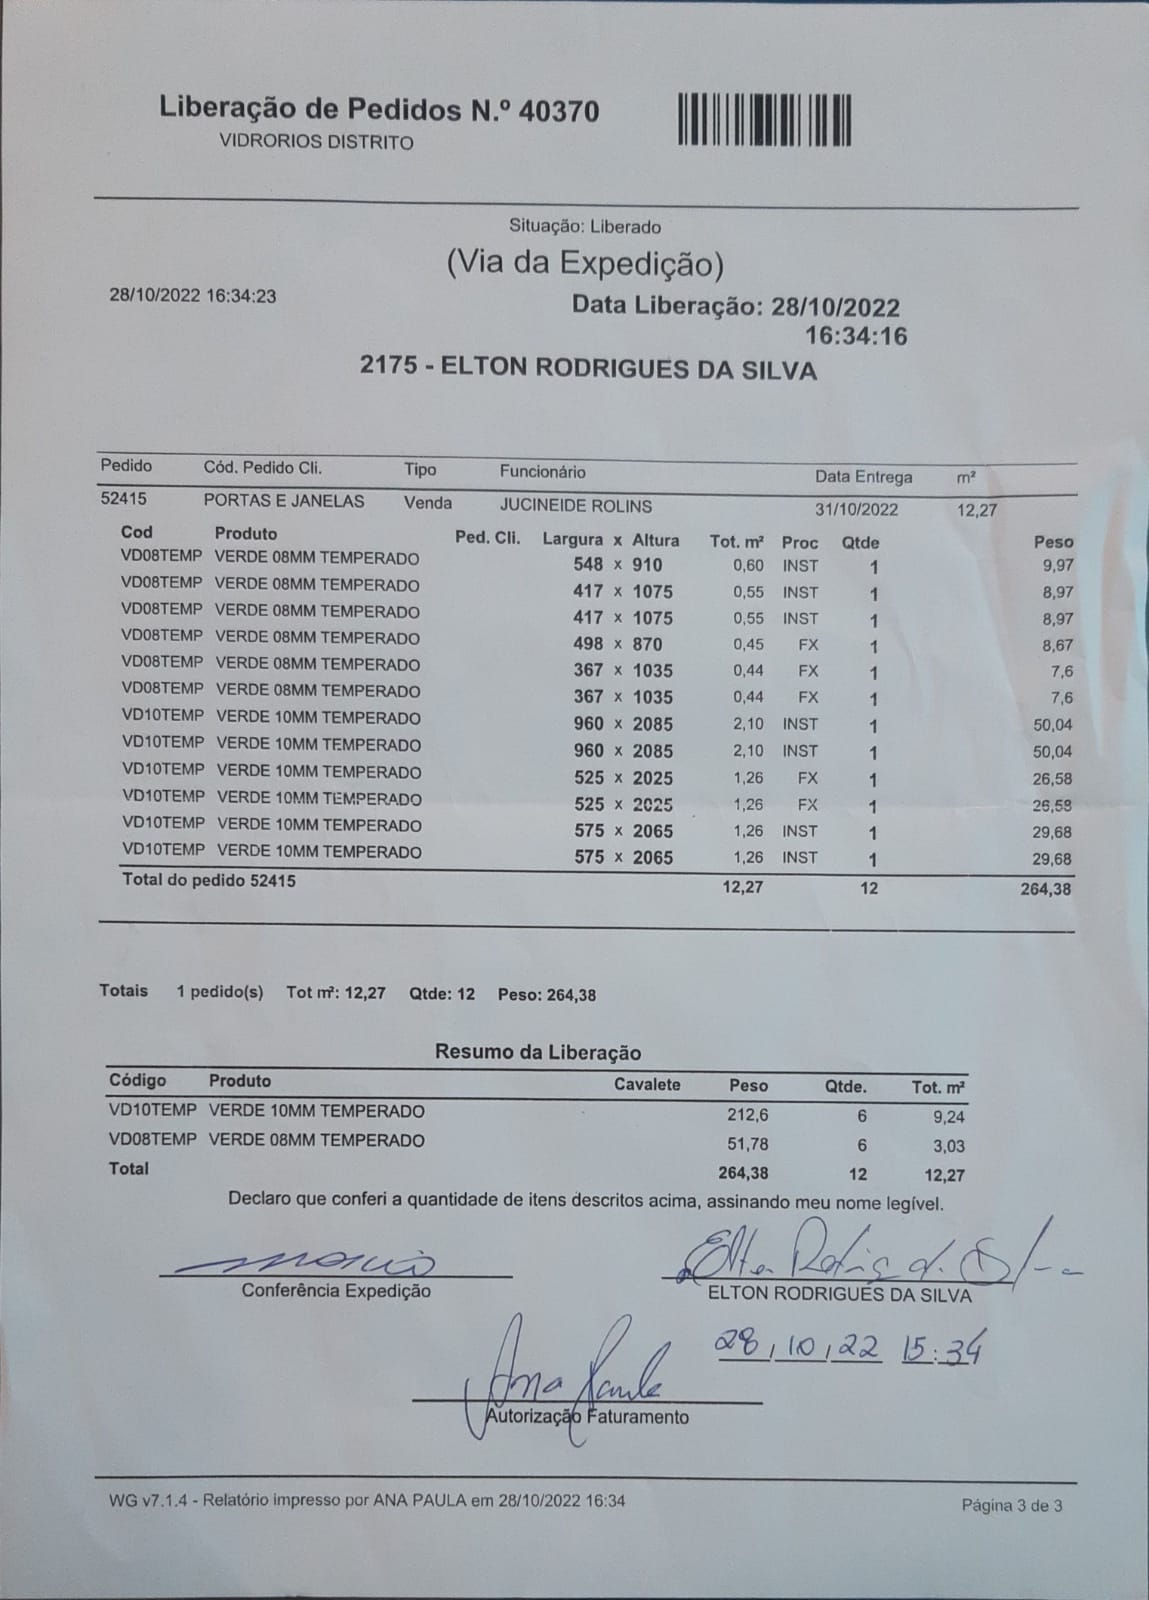 Liberação de Pedidos N.º 40370
VIDRORIOS DISTRITO
Situação: Liberado
(Via da Expedição)
28/10/2022 16:34:23
Data Liberação: 28/10/2022
16:34:16
2175 - ELTON RODRIGUES DA SILVA
Pedido Cód. Pedido Cli. Tipo Funcionário Data Entrega m²
52415 PORTAS E JANELAS Venda JUCINEIDE ROLINS 31/10/2022 12,27
Cod Produto Ped. Cli. Largura x Altura Tot. m² Proc Qtde Peso
VD08TEMP VERDE 08MM TEMPERADO 548 x 910 0,60 INST 1 9,97
VD08TEMP VERDE 08MM TEMPERADO 417 x 1075 0,55 INST 1 8,97
VD08TEMP VERDE 08MM TEMPERADO 417 x 1075 0,55 INST 1 8,97
VD08TEMP VERDE 08MM TEMPERADO 498 x 870 0,45 FX 1 8,67
VD08TEMP VERDE 08MM TEMPERADO 367 x 1035 0,44 FX 1 7,6
VD08TEMP VERDE 08MM TEMPERADO 367 x 1035 0,44 FX 1 7,6
VD10TEMP VERDE 10MM TEMPERADO 960 x 2085 2,10 INST 1 50,04
VD10TEMP VERDE 10MM TEMPERADO 960 x 2085 2,10 INST 1 50,04
VD10TEMP VERDE 10MM TEMPERADO 525 x 2025 1,26 FX 1 26,58
VD10TEMP VERDE 10MM TEMPERADO 525 x 2025 1,26 FX 1 26,58
VD10TEMP VERDE 10MM TEMPERADO 575 x 2065 1,26 INST 1 29,68
VD10TEMP VERDE 10MM TEMPERADO 575 x 2065 1,26 INST 1 29,68
Total do pedido 52415 12,27 12 264,38
Totais 1 pedido(s) Tot m²: 12,27 Qtde: 12 Peso: 264,38
Resumo da Liberação
Código Produto Cavalete Peso Qtde. Tot. m²
VD10TEMP VERDE 10MM TEMPERADO 212,6 6 9,24
VD08TEMP VERDE 08MM TEMPERADO 51,78 6 3,03
Total 264,38 12 12,27
Declaro que conferi a quantidade de itens descritos acima, assinando meu nome legível.
Conferência Expedição
ELTON RODRIGUES DA SILVA
28,10,22 15:34
Ana Paula
Autorização Faturamento
WG v7.1.4 - Relatório impresso por ANA PAULA em 28/10/2022 16:34
Página 3 de 3